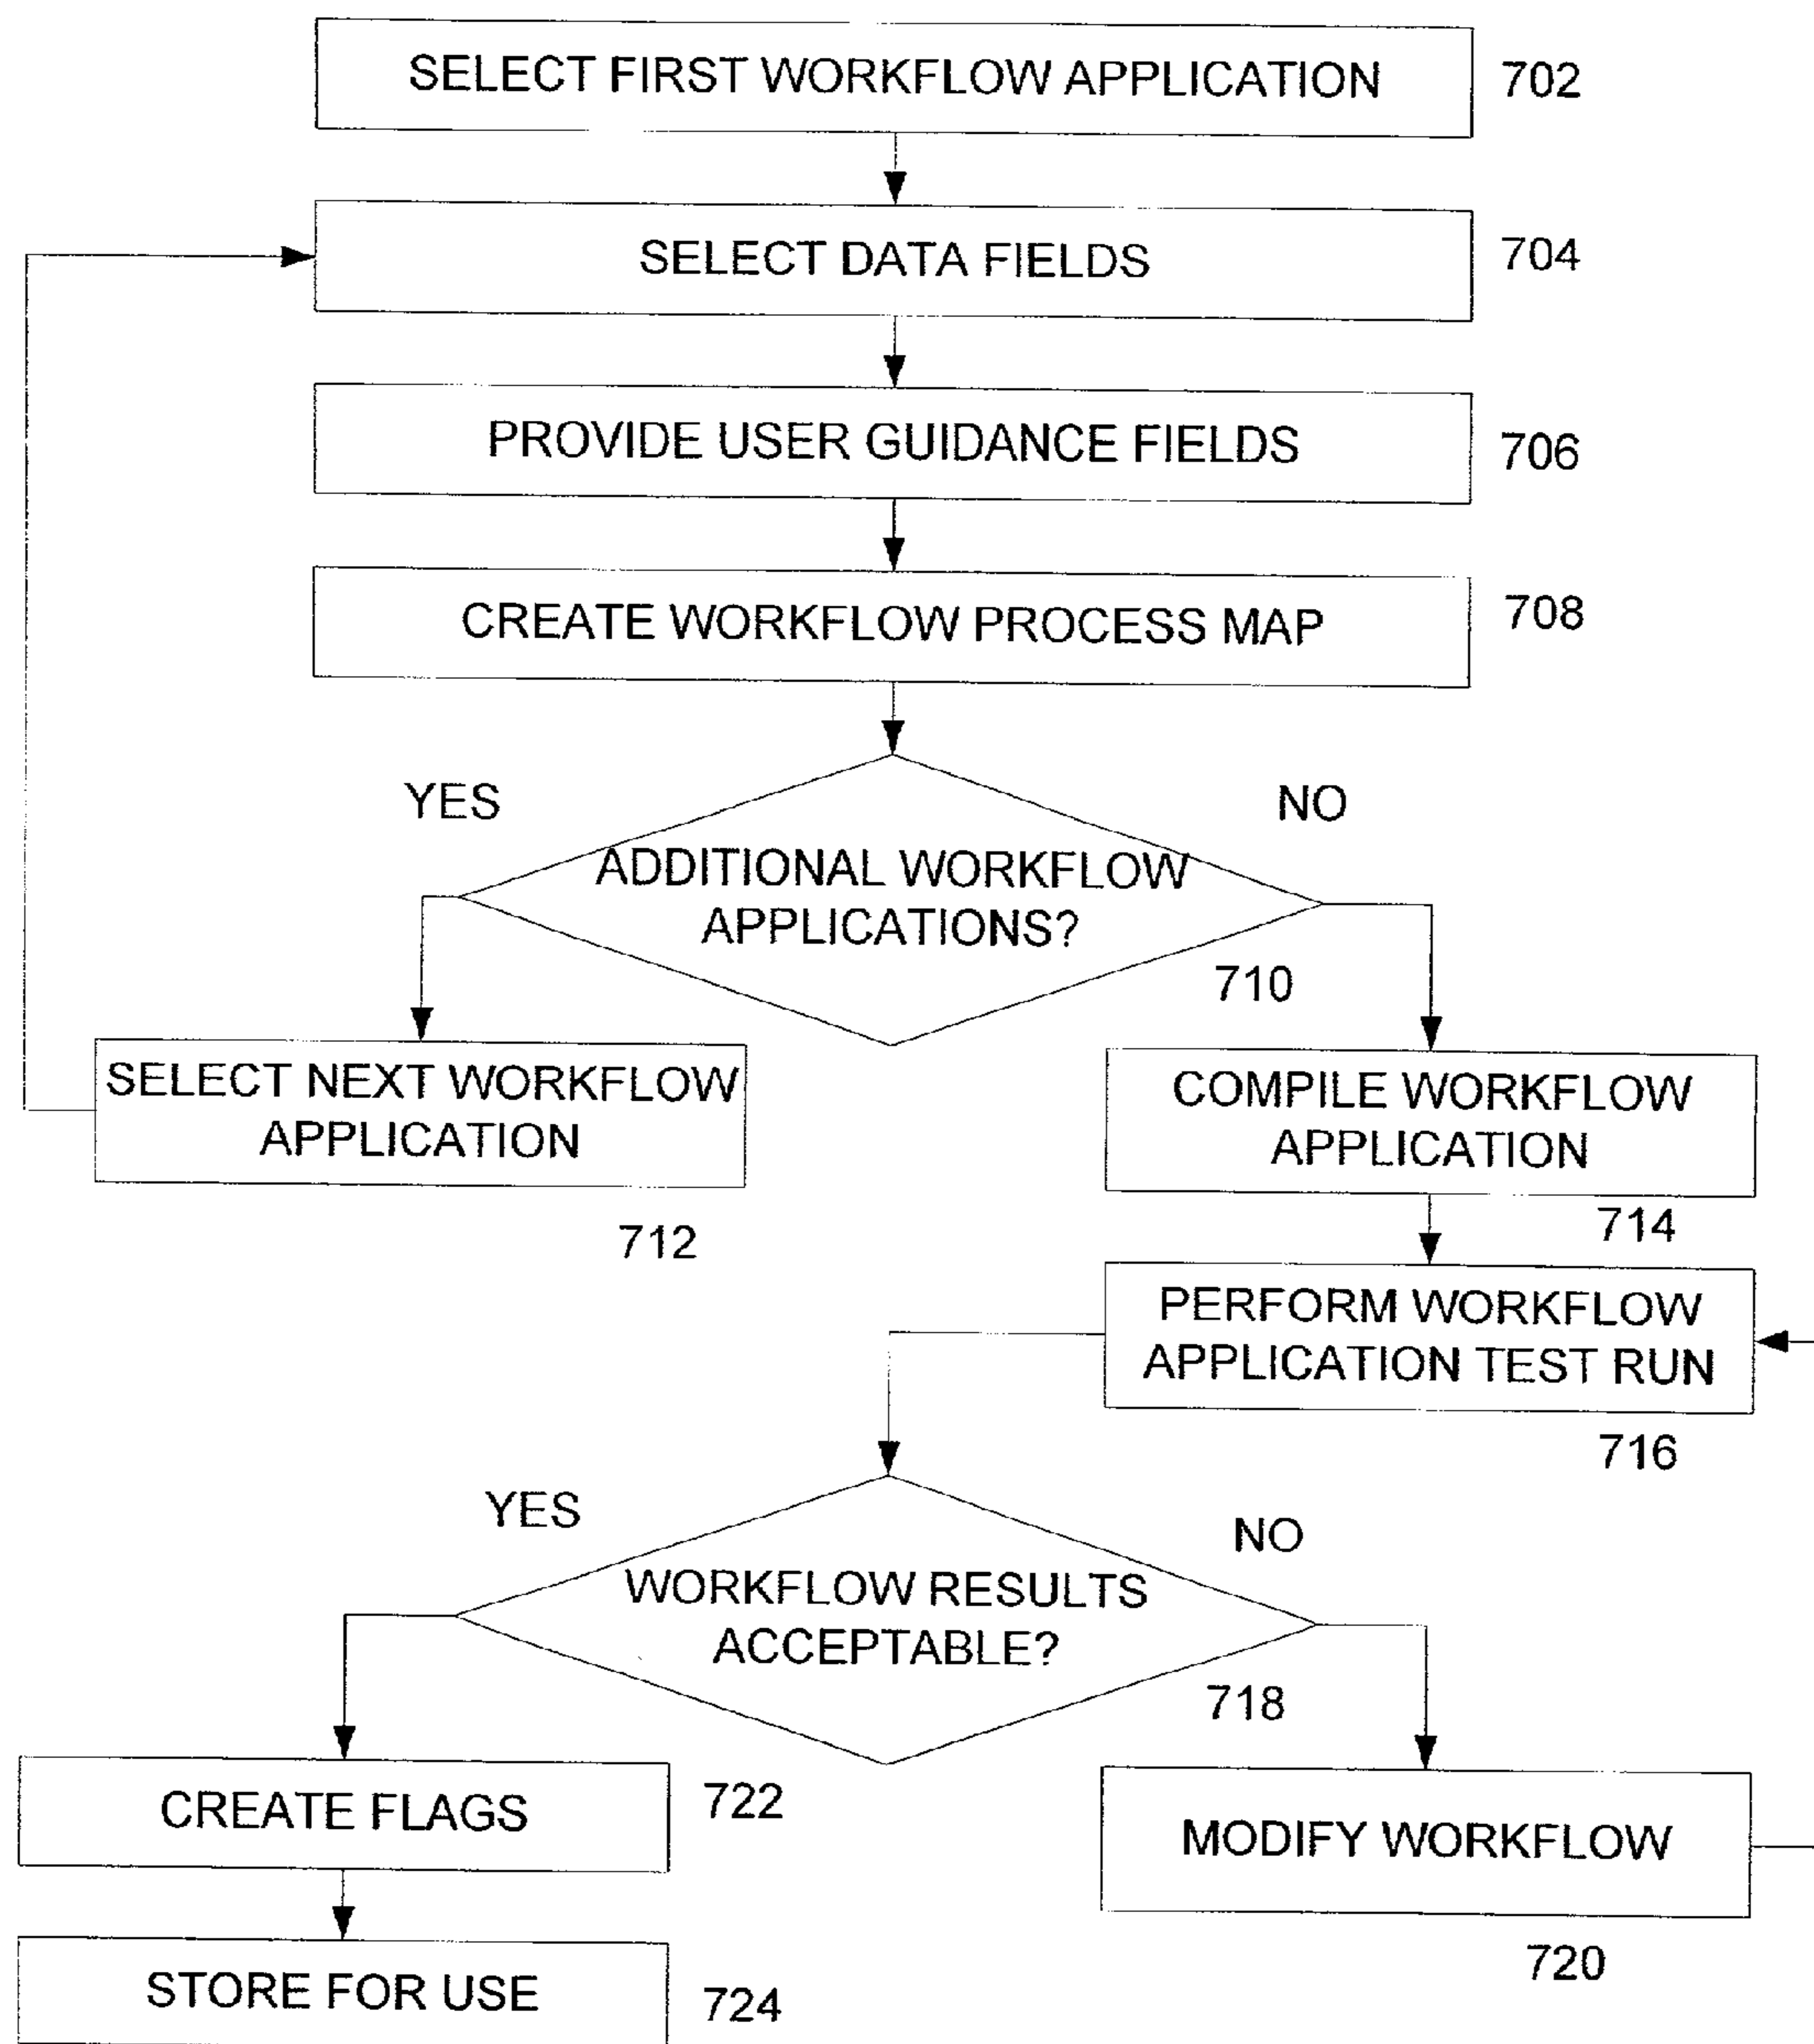 SELECT FIRST WORKFLOW APPLICATION
702
SELECT DATA FIELDS
704
PROVIDE USER GUIDANCE FIELDS
706
CREATE WORKFLOW PROCESS MAP
708
YES
NO
ADDITIONAL WORKFLOW
APPLICATIONS?
710
SELECT NEXT WORKFLOW
APPLICATION
712
COMPILE WORKFLOW
APPLICATION
714
PERFORM WORKFLOW
APPLICATION TEST RUN
716
YES
NO
WORKFLOW RESULTS
ACCEPTABLE?
718
CREATE FLAGS
722
MODIFY WORKFLOW
720
STORE FOR USE
724